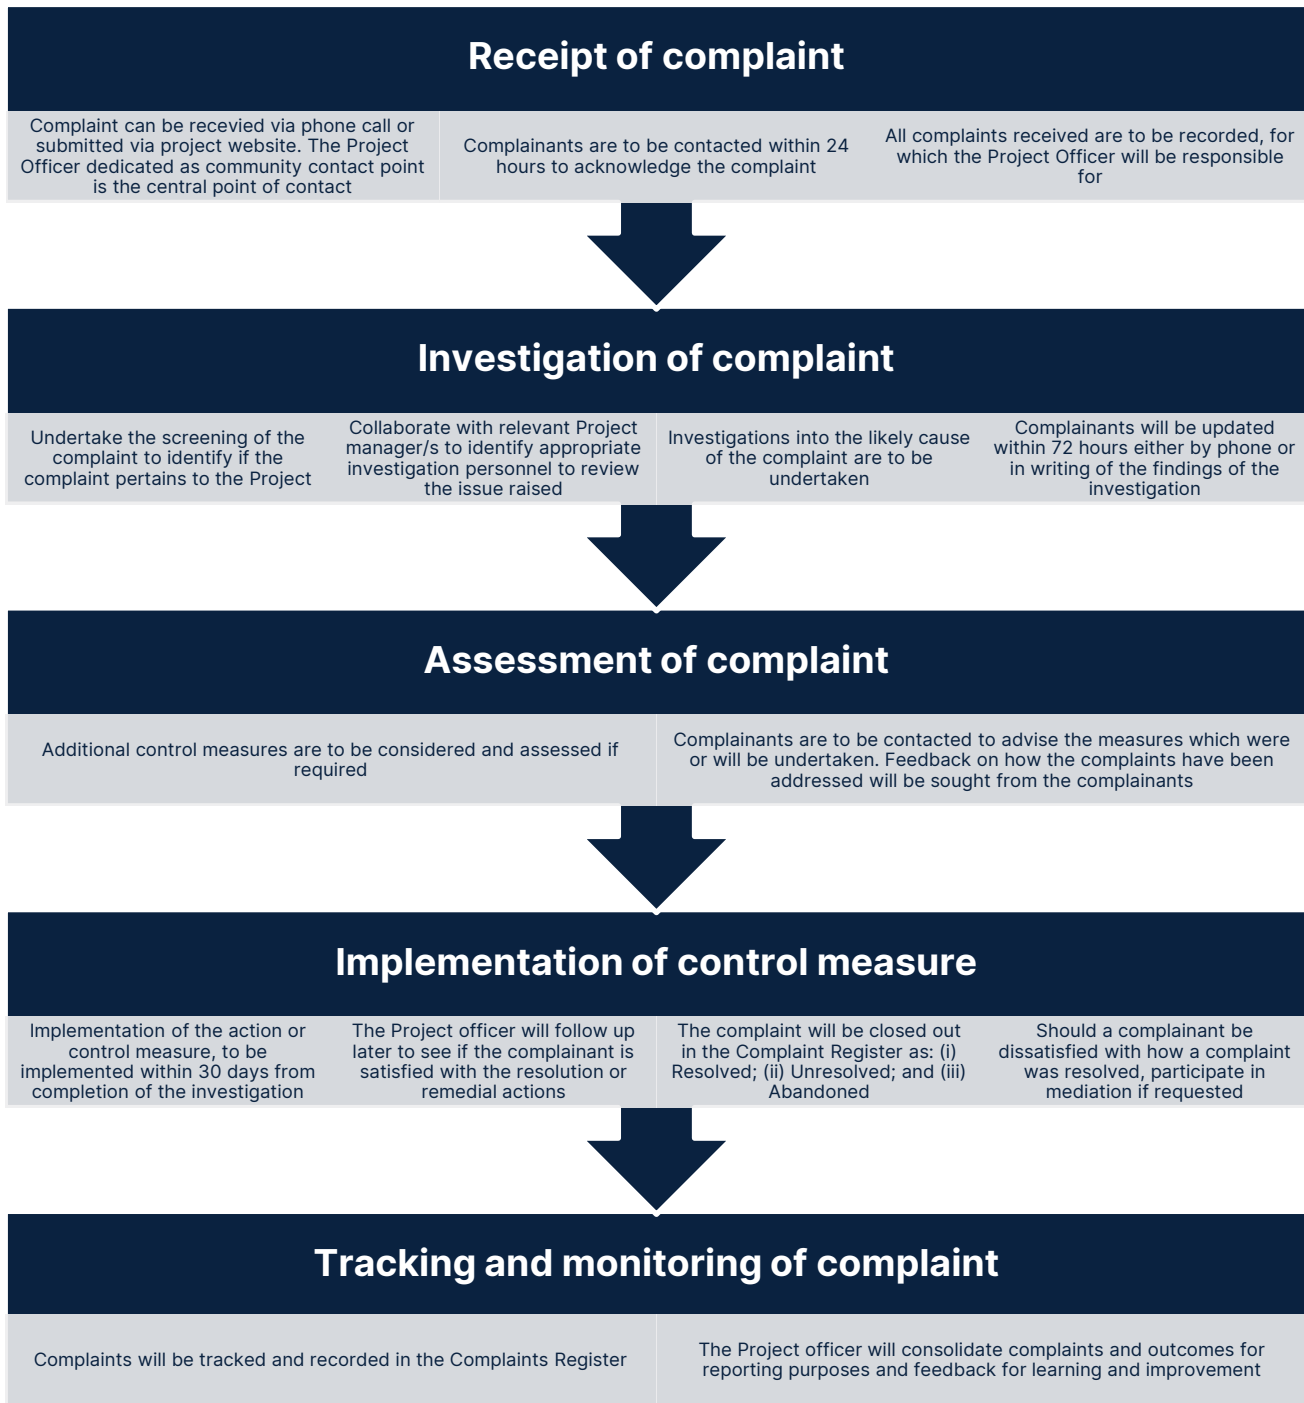 Receipt of complaint
Complaint can be recevied via phone call or
submitted via project website. The Project
Officer dedicated as community contact point
is the central point of contact
Complainants are to be contacted within 24
hours to acknowledge the complaint
All complaints received are to be recorded, for
which the Project Officer will be responsible
for
Investigation of complaint
Undertake the screening of the
complaint to identify if the
complaint pertains to the Project
Collaborate with relevant Project
manager/s to identify appropriate
investigation personnel to review
the issue raised
Investigations into the likely cause
of the complaint are to be
undertaken
Complainants will be updated
within 72 hours either by phone or
in writing of the findings of the
investigation
Assessment of complaint
Additional control measures are to be considered and assessed if
required
Complainants are to be contacted to advise the measures which were
or will be undertaken. Feedback on how the complaints have been
addressed will be sought from the complainants
Implementation of control measure
Implementation of the action or
control measure, to be
implemented within 30 days from
completion of the investigation
The Project officer will follow up
later to see if the complainant is
satisfied with the resolution or
remedial actions
The complaint will be closed out
in the Complaint Register as: (i)
Resolved; (ii) Unresolved; and (iii)
Abandoned
Should a complainant be
dissatisfied with how a complaint
was resolved, participate in
mediation if requested
Tracking and monitoring of complaint
Complaints will be tracked and recorded in the Complaints Register
The Project officer will consolidate complaints and outcomes for
reporting purposes and feedback for learning and improvement